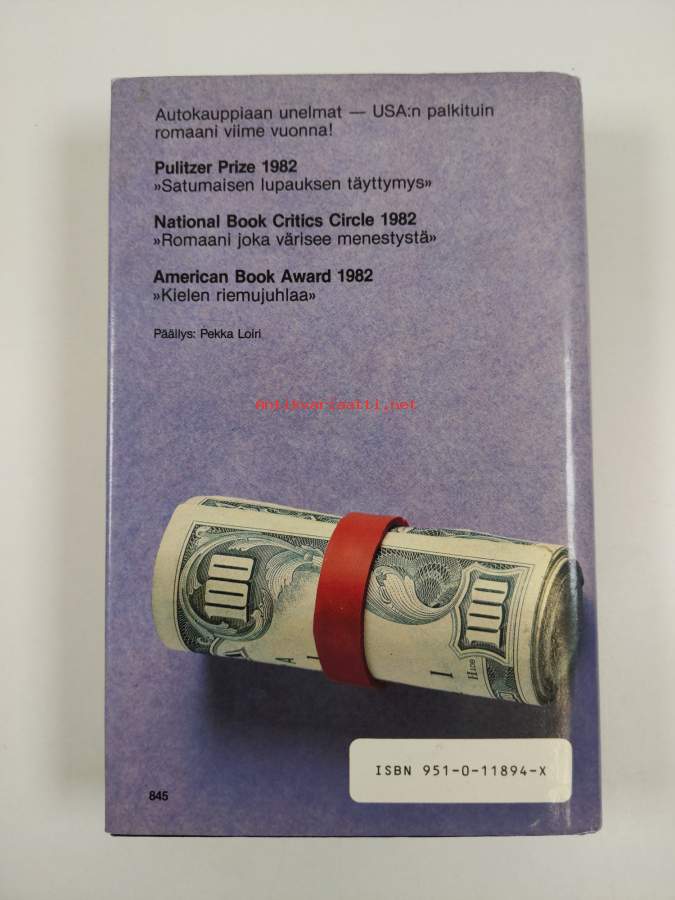 Autokauppiaan unelmat — USA:n palkituin
romaani viime vuonna!
Pulitzer Prize 1982
»Satumaisen lupauksen täyttymys»
National Book Critics Circle 1982
»Romaani joka värisee menestystä»
American Book Award 1982
»Kielen riemujuhlaa»
Päällys: Pekka Loiri
Antikvariaatti.net
100
100
A 1
I
H108
ISBN 951-0-11894-X
845